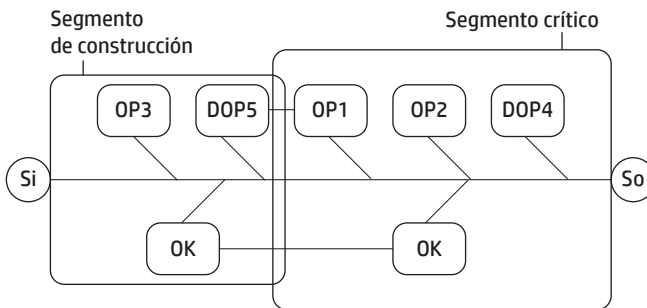 Segmento
de construcción
Segmento crítico
OP3
DOP5
OP1
OP2
DOP4
Si
So
OK
OK